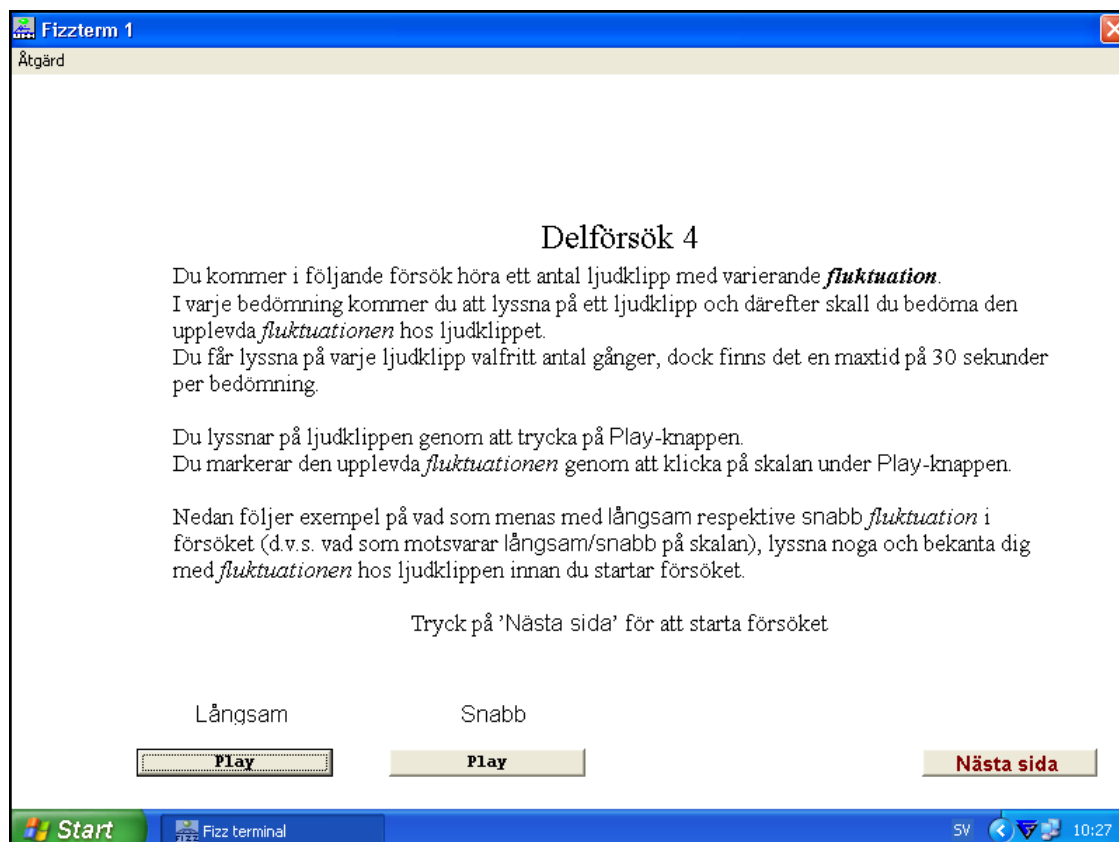 Fizzterm 1
Åtgärd
Delförsök 4
Du kommer i följande försök höra ett antal ljudklipp med varierande fluktuation.
I varje bedömning kommer du att lyssna på ett ljudklipp och därefter skall du bedöma den
upplevda fluktuationen hos ljudklippet.
Du får lyssna på varje ljudklipp valfritt antal gånger, dock finns det en maxtid på 30 sekunder
per bedömning.
Du lyssnar på ljudklippen genom att trycka på Play-knappen.
Du markerar den upplevda fluktuationen genom att klicka på skalan under Play-knappen.
Nedan följer exempel på vad som menas med långsam respektive snabb fluktuation i
försöket (d.v.s. vad som motsvarar långsam/snabb på skalan), lyssna noga och bekanta dig
med fluktuationen hos ljudklippen innan du startar försöket.
Tryck på ’Nästa sida’ för att starta försöket
Långsam Snabb
Play Play Nästa sida
Start Fizz terminal SV 10:27